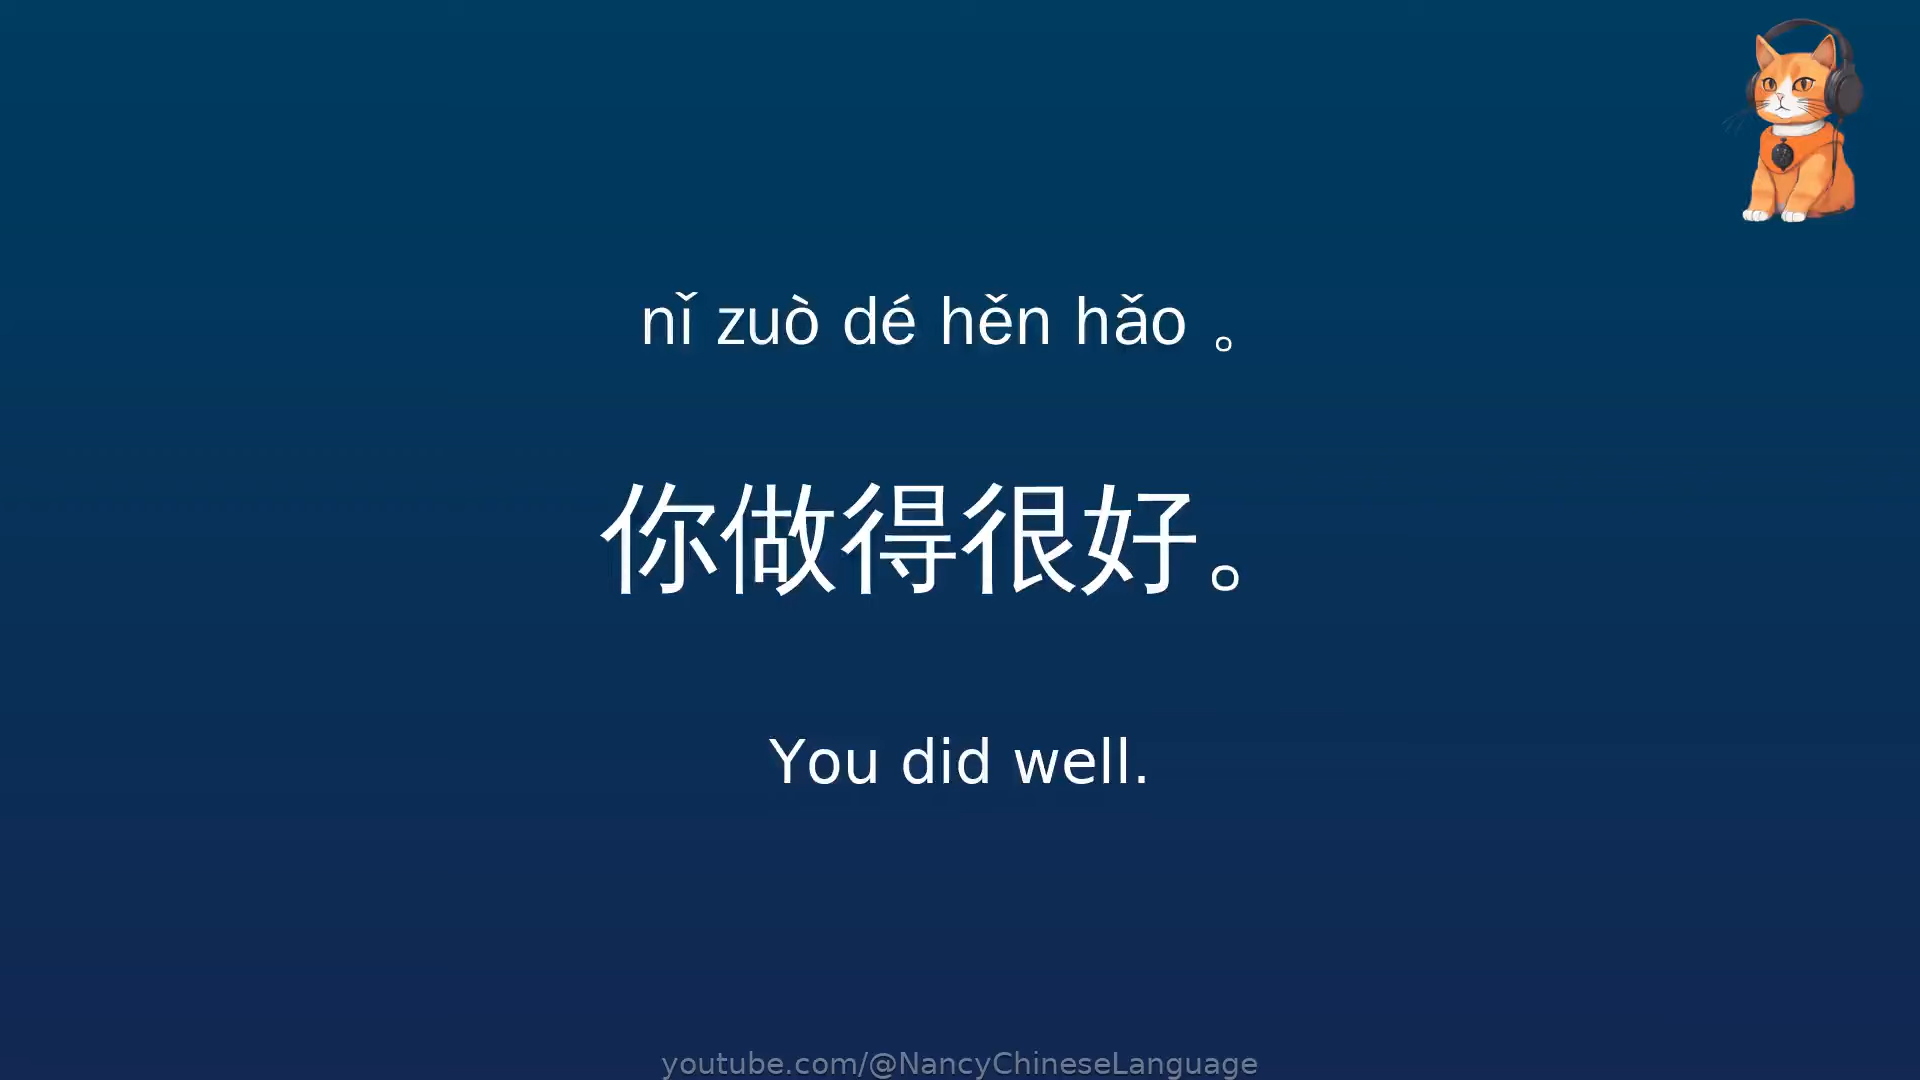 nǐ zuò dé hěn hǎo 。
你做得很好。
You did well.
youtube.com/@NancyChineseLanguage